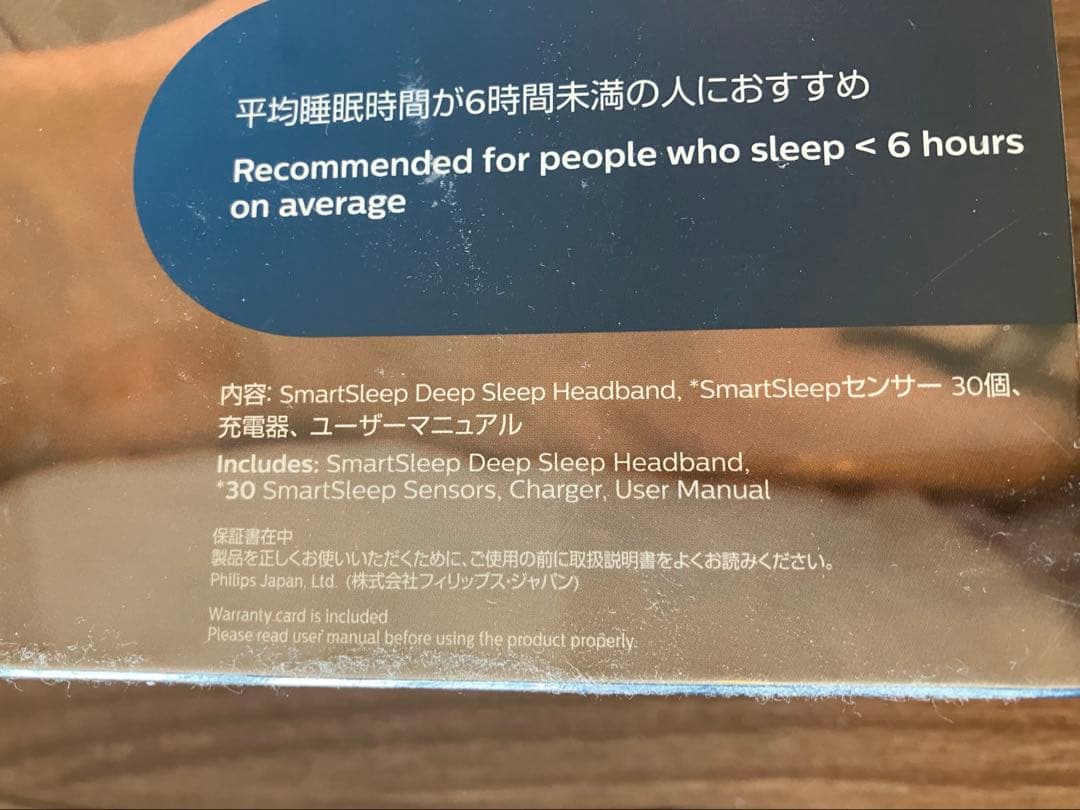 平均睡眠時間が6時間未満の人におすすめ
Recommended for people who sleep < 6 hours
on average
内容: SmartSleep Deep Sleep Headband, *SmartSleepセンサー 30個、
充電器、ユーザーマニュアル
Includes: SmartSleep Deep Sleep Headband,
*30 SmartSleep Sensors, Charger, User Manual
保証書在中
製品を正しくお使いいただくために、ご使用の前に取扱説明書をよくお読みください。
Philips Japan, Ltd. (株式会社フィリップス・ジャパン)
Warranty card is included
Please read user manual before using the product properly.